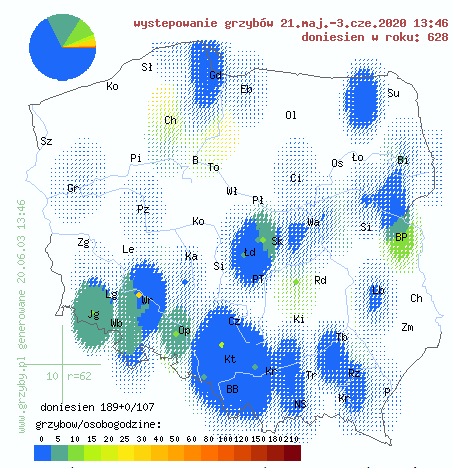 wystepowanie grzybów 21.maj.-3.cze.2020 13:46
doniesien w roku: 628
Sł
Gd
Ko
Eb
Su
Ch
Ol
Sz
Pi
B
To
Os
Ło
Bi
Ci
Gr
Wł
Pł
Pz
Ko
Wa
Si
BP
Zg
Le
Sk
Ka
Si
Łd
PT
Rd
Lb
Ch
Lg
Wr
Jg
Wb
Op
Cz
Ki
Zm
Tb
Kt
Kr
Tr
Rz
BB
NS
Kr
P
www.grzyby.pl generowane 20.06.03 13:46
10 r=62
doniesien 189+0/107
grzybow/osobogodzine:
0 5 10 15 20 25 30 40 50 60 80 90 100 150 180 210